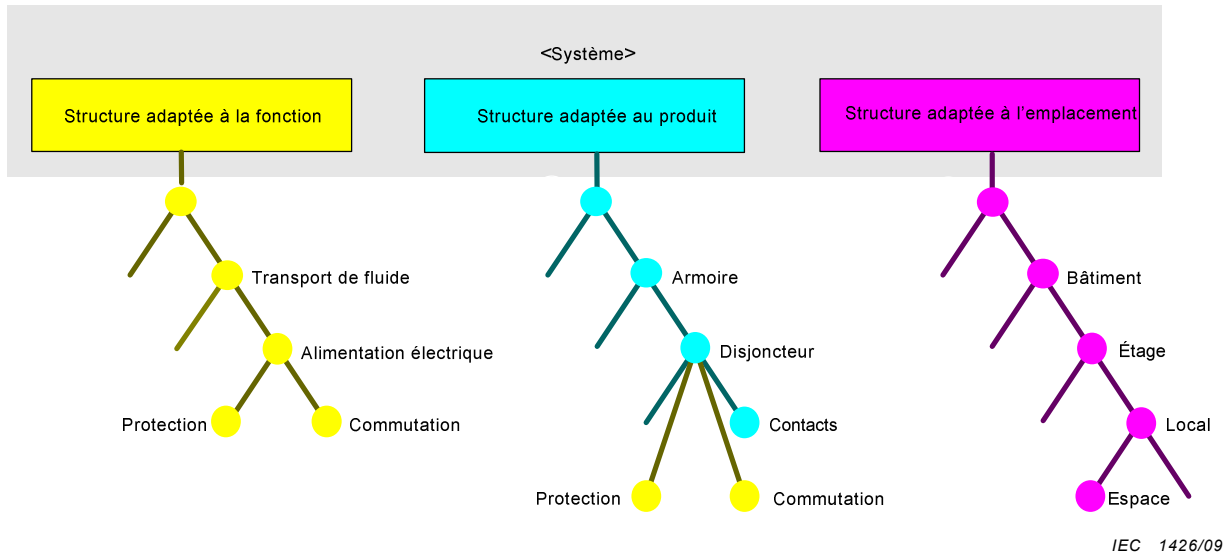 <Système>
Structure adaptée à la fonction
Structure adaptée au produit
Structure adaptée à l'emplacement
Transport de fluide
Armoire
Bâtiment
Alimentation électrique
Disjoncteur
Étage
Protection
Commutation
Contacts
Local
Protection
Commutation
Espace
IEC 1426/09